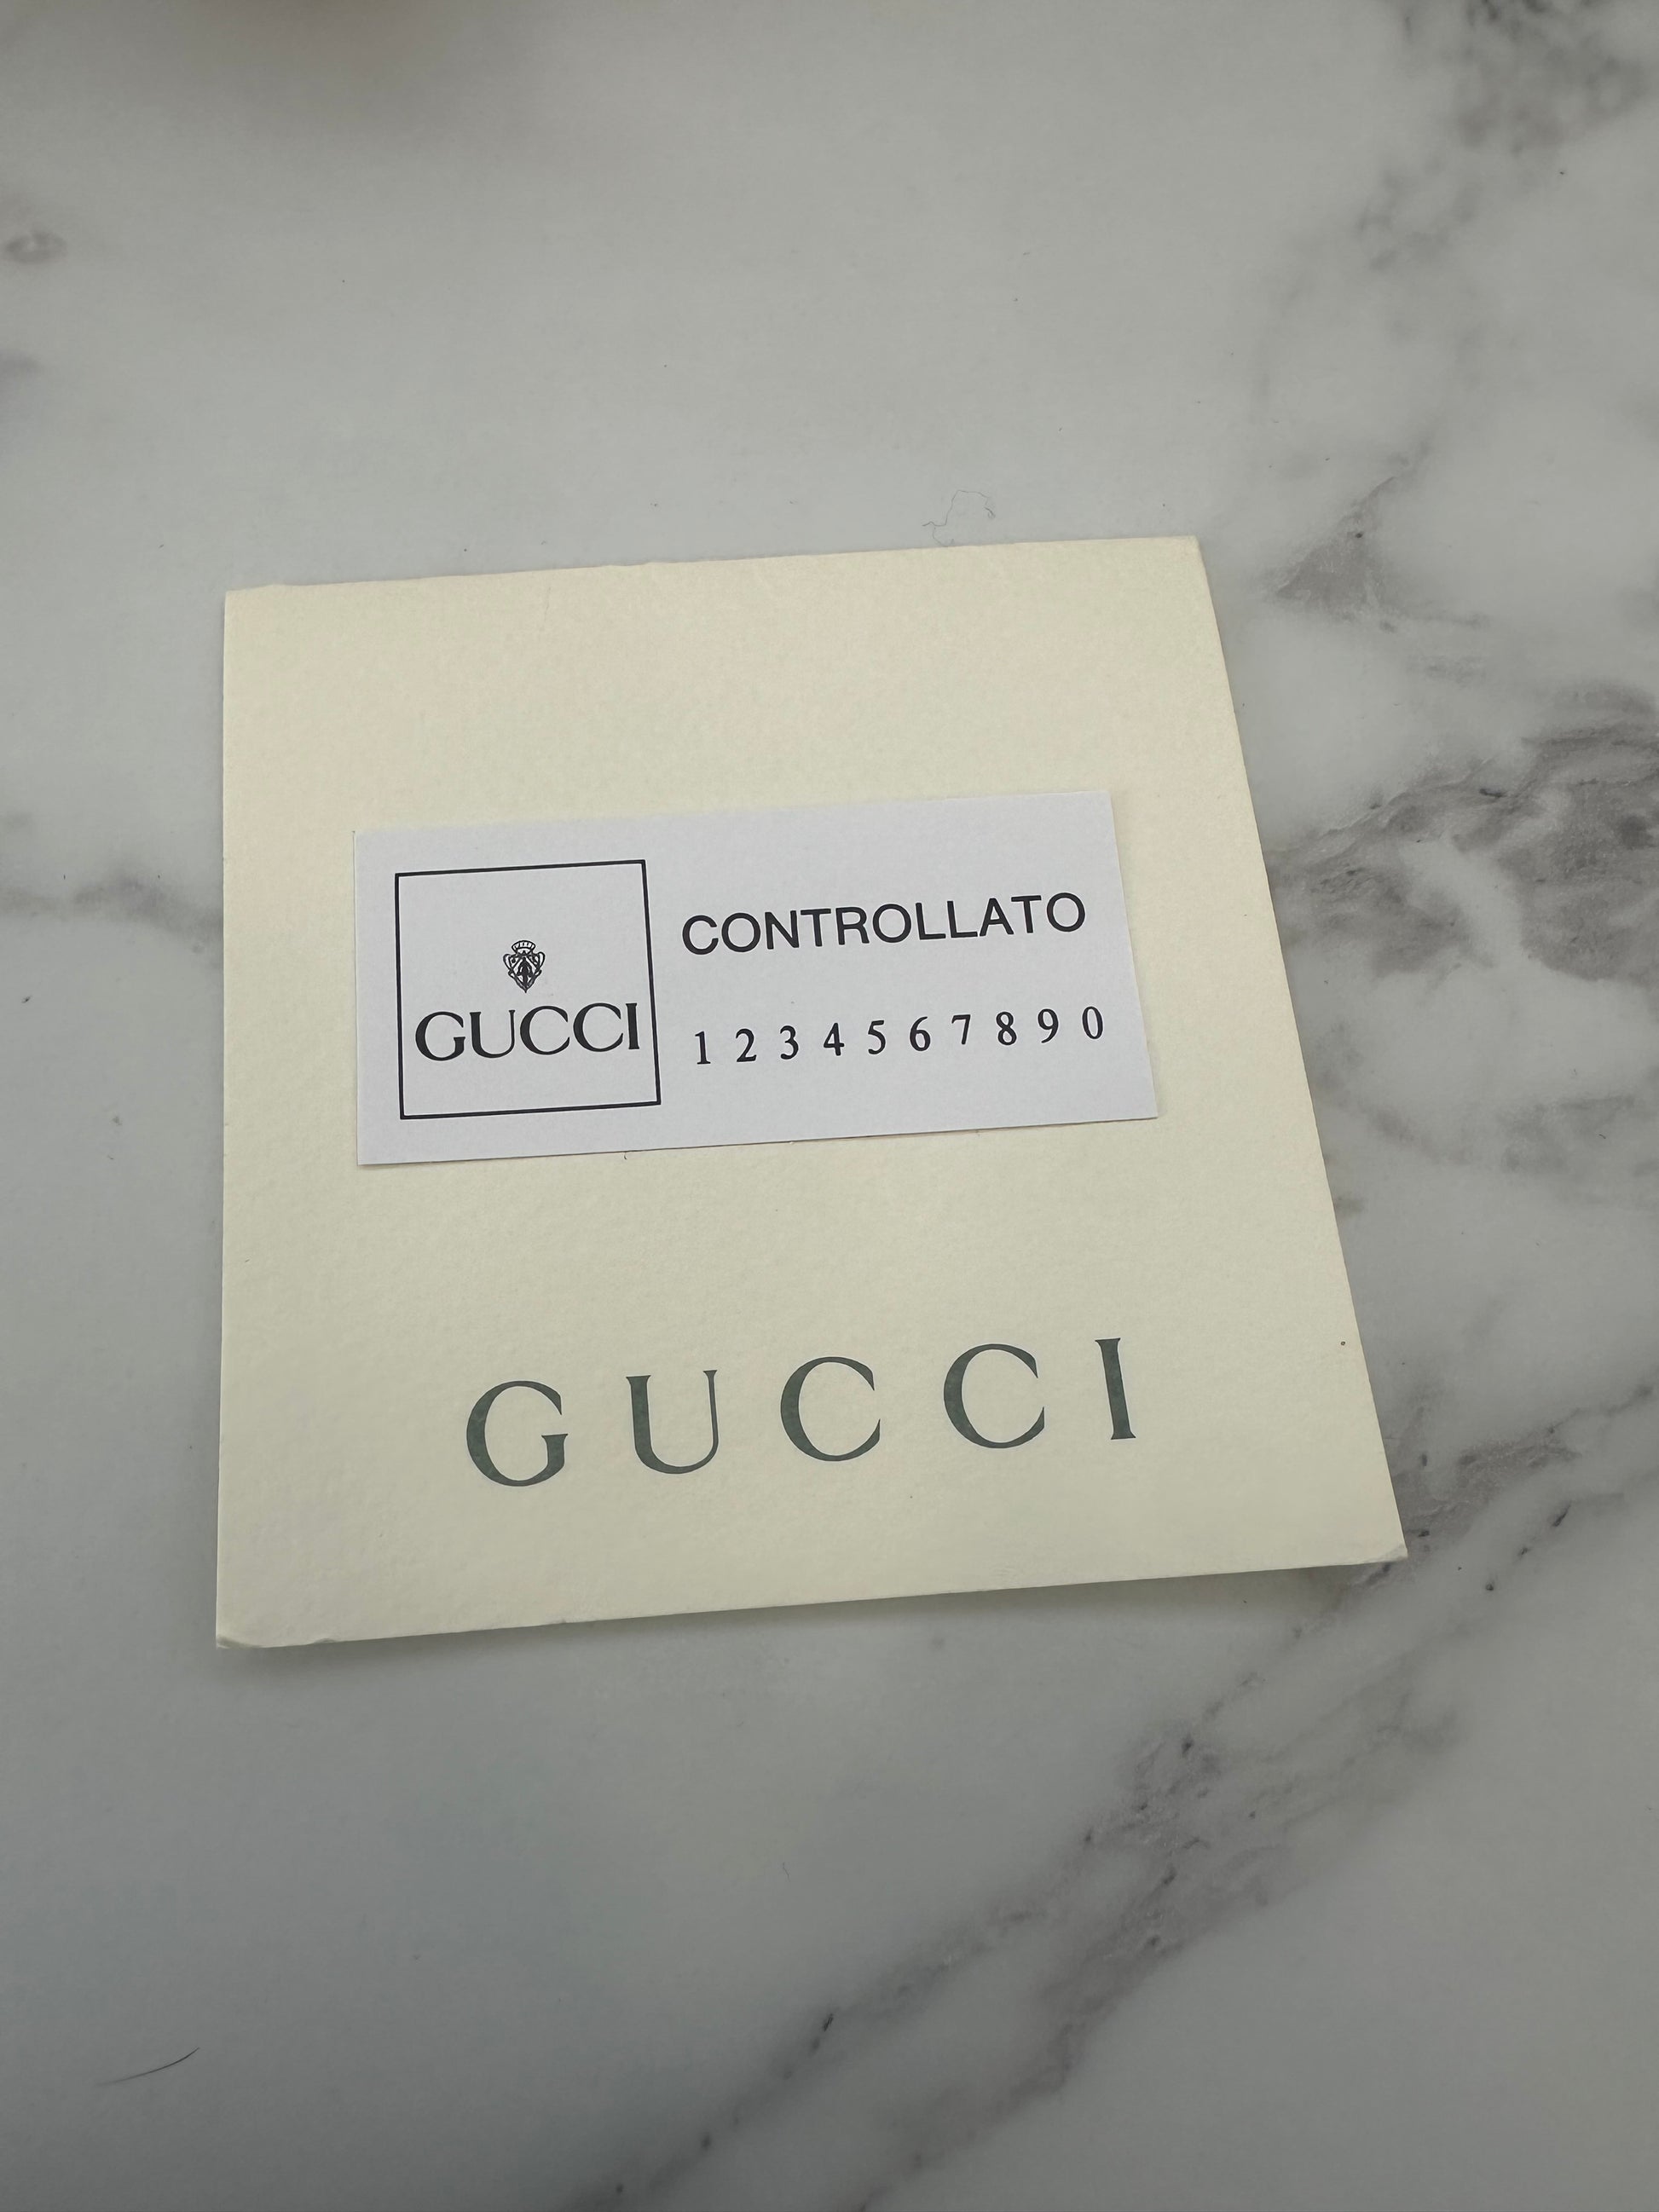 GUCCI
CONTROLLATO
1 2 3 4 5 6 7 8 9 0
GUCCI